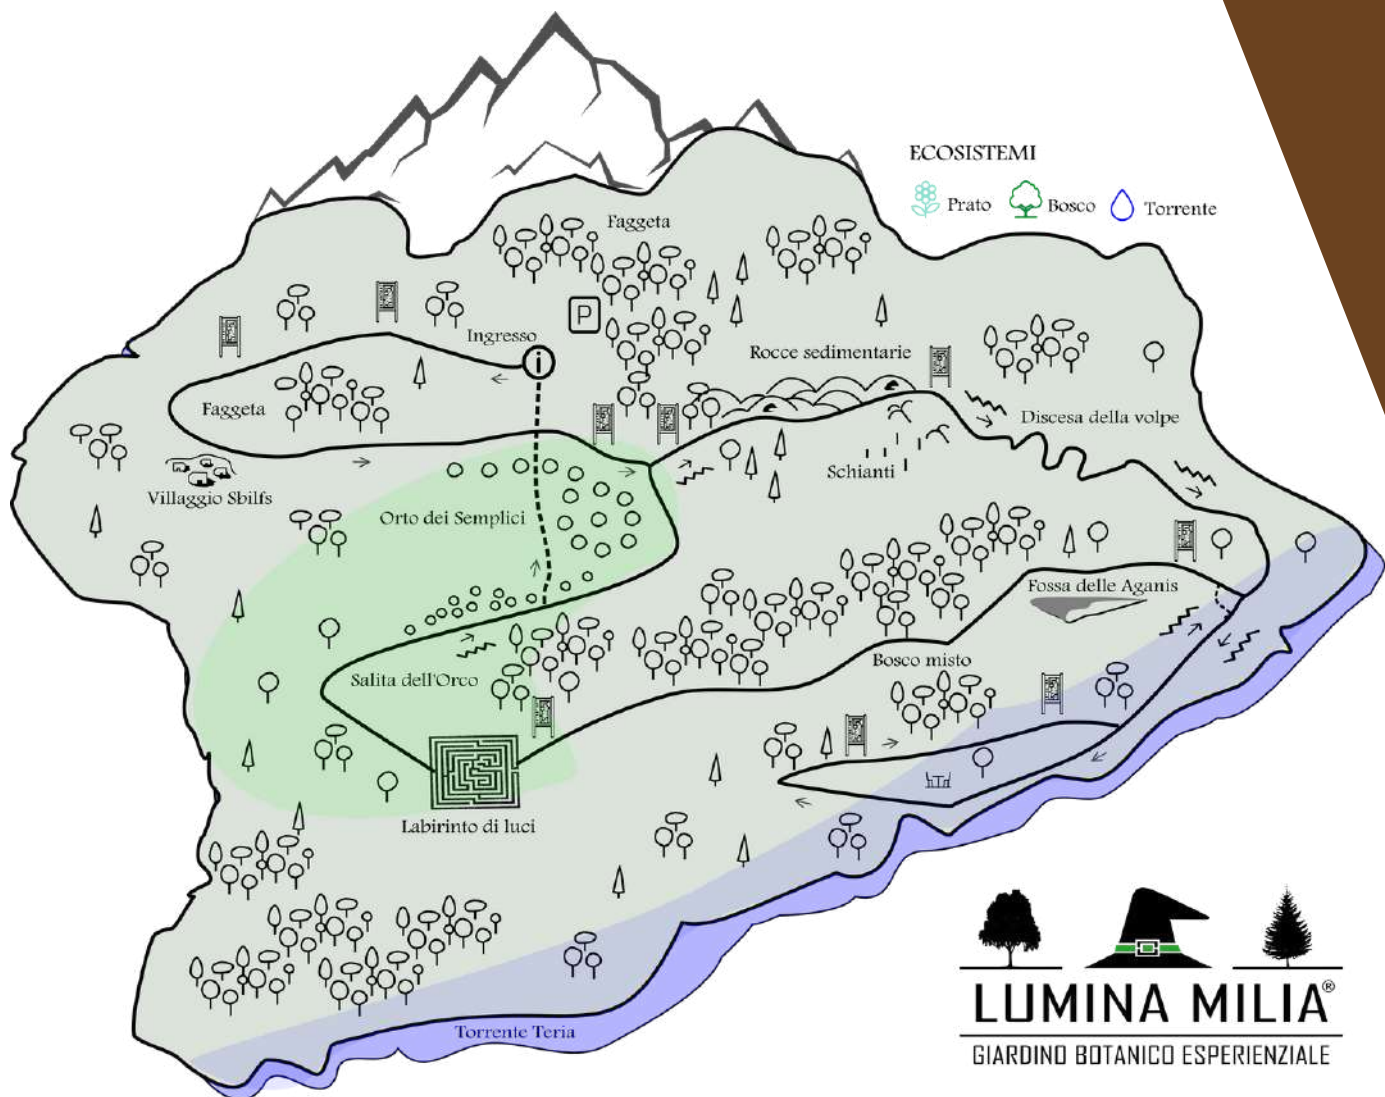 ECOSISTEMI
Prato
Bosco
Torrente
Faggeta
P
Ingresso
i
Rocce sedimentarie
Faggeta
Discesa della volpe
Villaggio Sbilfs
Schianti
Orto dei Semplici
Fossa delle Aganis
Bosco misto
Salita dell'Orco
Labirinto di luci
Torrente Teria
LUMINA MILIA®
GIARDINO BOTANICO ESPERIENZIALE